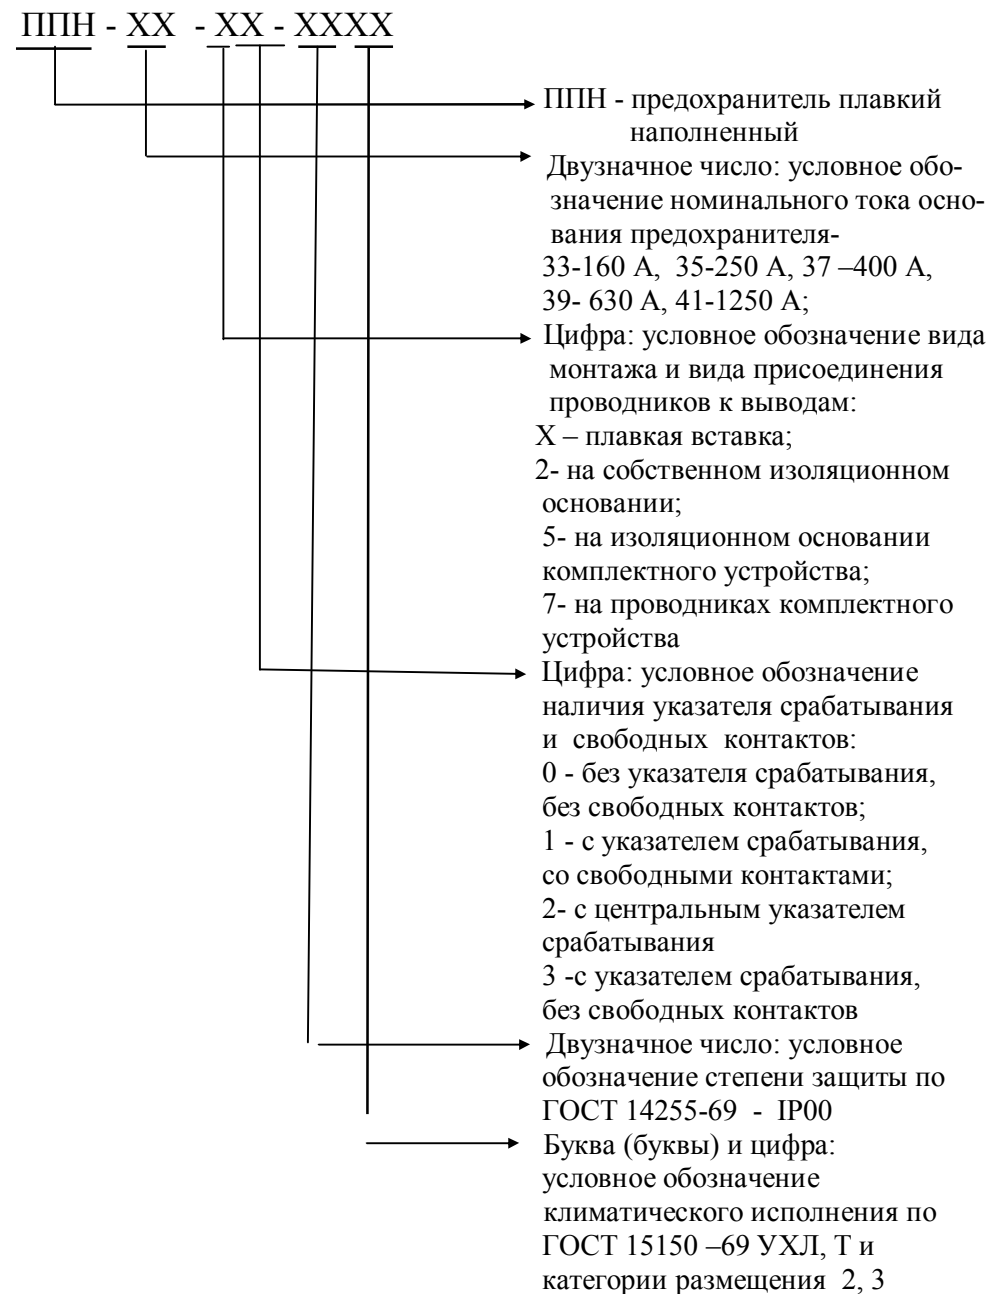 ППН - ХХ - ХХ - ХХХХ
ППН - предохранитель плавкий
наполненный
Двузначное число: условное обо-
значение номинального тока осно-
вания предохранителя-
33-160 А, 35-250 А, 37 –400 А,
39- 630 А, 41-1250 А;
Цифра: условное обозначение вида
монтажа и вида присоединения
проводников к выводам:
Х – плавкая вставка;
2- на собственном изоляционном
основании;
5- на изоляционном основании
комплектного устройства;
7- на проводниках комплектного
устройства
Цифра: условное обозначение
наличия указателя срабатывания
и свободных контактов:
0 - без указателя срабатывания,
без свободных контактов;
1 - с указателем срабатывания,
со свободными контактами;
2- с центральным указателем
срабатывания
3 -с указателем срабатывания,
без свободных контактов
Двузначное число: условное
обозначение степени защиты по
ГОСТ 14255-69 - IP00
Буква (буквы) и цифра:
условное обозначение
климатического исполнения по
ГОСТ 15150 –69 УХЛ, Т и
категории размещения 2, 3